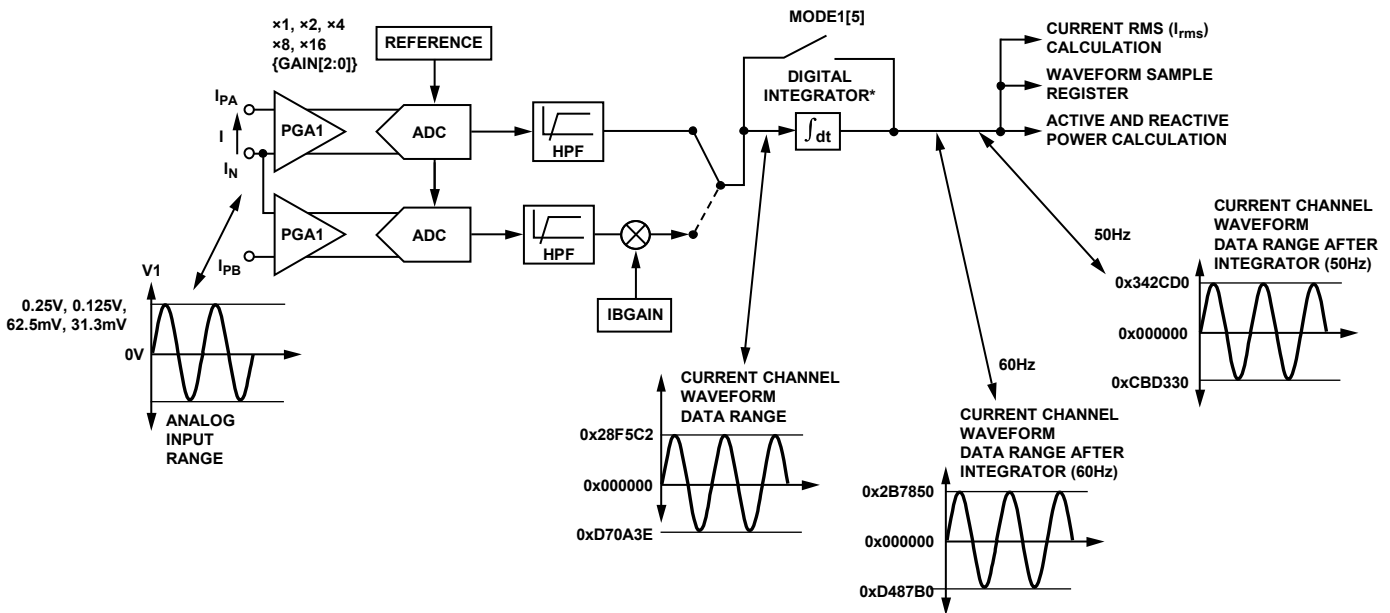 ×1, ×2, ×4
×8, ×16
{GAIN[2:0]}
REFERENCE
MODE1[5]
CURRENT RMS (Irms)
CALCULATION
DIGITAL
INTEGRATOR*
WAVEFORM SAMPLE
REGISTER
IPA
PGA1
ADC
HPF
∫dt
ACTIVE AND REACTIVE
POWER CALCULATION
I
IN
PGA1
ADC
HPF
IPB
IBGAIN
50Hz
CURRENT CHANNEL
WAVEFORM
DATA RANGE AFTER
INTEGRATOR (50Hz)
0x342CD0
0x000000
0xCBD330
V1
0.25V, 0.125V,
62.5mV, 31.3mV
0V
ANALOG
INPUT
RANGE
60Hz
CURRENT CHANNEL
WAVEFORM
DATA RANGE
0x28F5C2
0x000000
0xD70A3E
CURRENT CHANNEL
WAVEFORM
DATA RANGE AFTER
INTEGRATOR (60Hz)
0x2B7850
0x000000
0xD487B0